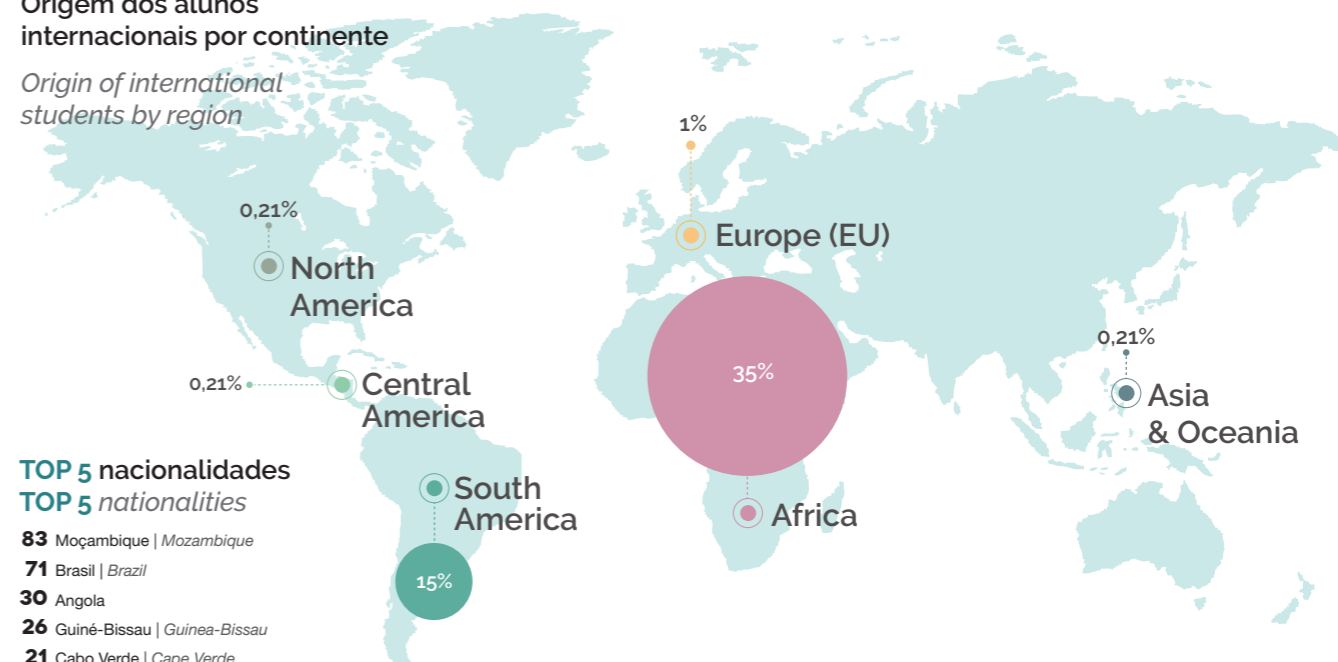 Origem dos alunos
internacionais por continente
Origin of international
students by region
1%
Europe (EU)
0,21%
North
America
35%
0,21%
Asia
& Oceania
0,21%
Central
America
South
America
15%
Africa
TOP 5 nacionalidades
TOP 5 nationalities
83 Moçambique | Mozambique
71 Brasil | Brazil
30 Angola
26 Guiné-Bissau | Guinea-Bissau
21 Cabo Verde | Cape Verde